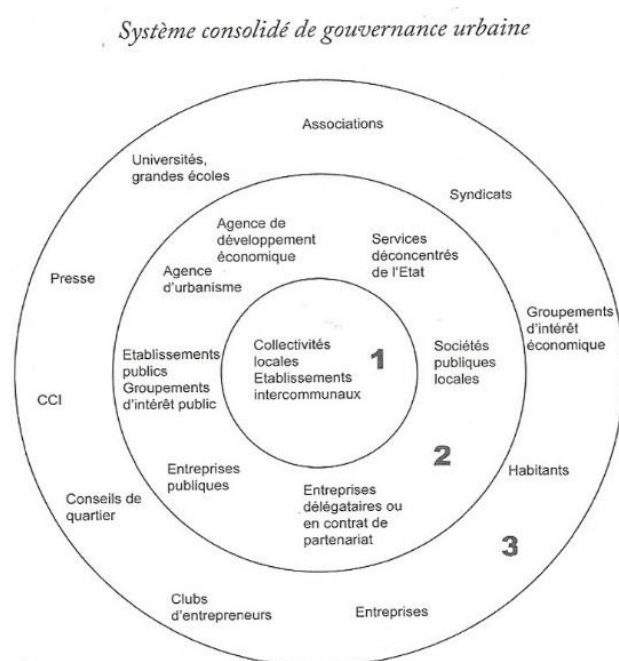 Système consolidé de gouvernance urbaine
Associations
Universités,
grandes écoles
Syndicats
Agence de
développement
économique
Services
déconcentrés
de l'Etat
Presse
Agence
d'urbanisme
Groupements
d'intérêt
économique
Collectivités
locales
Etablissements
intercommunaux
1
Sociétés
publiques
locales
Etablissements
publics
Groupements
d'intérêt public
CCI
2
Entreprises
publiques
Habitants
Conseils de
quartier
Entreprises
délégataires ou
en contrat de
partenariat
3
Clubs
d'entrepreneurs
Entreprises